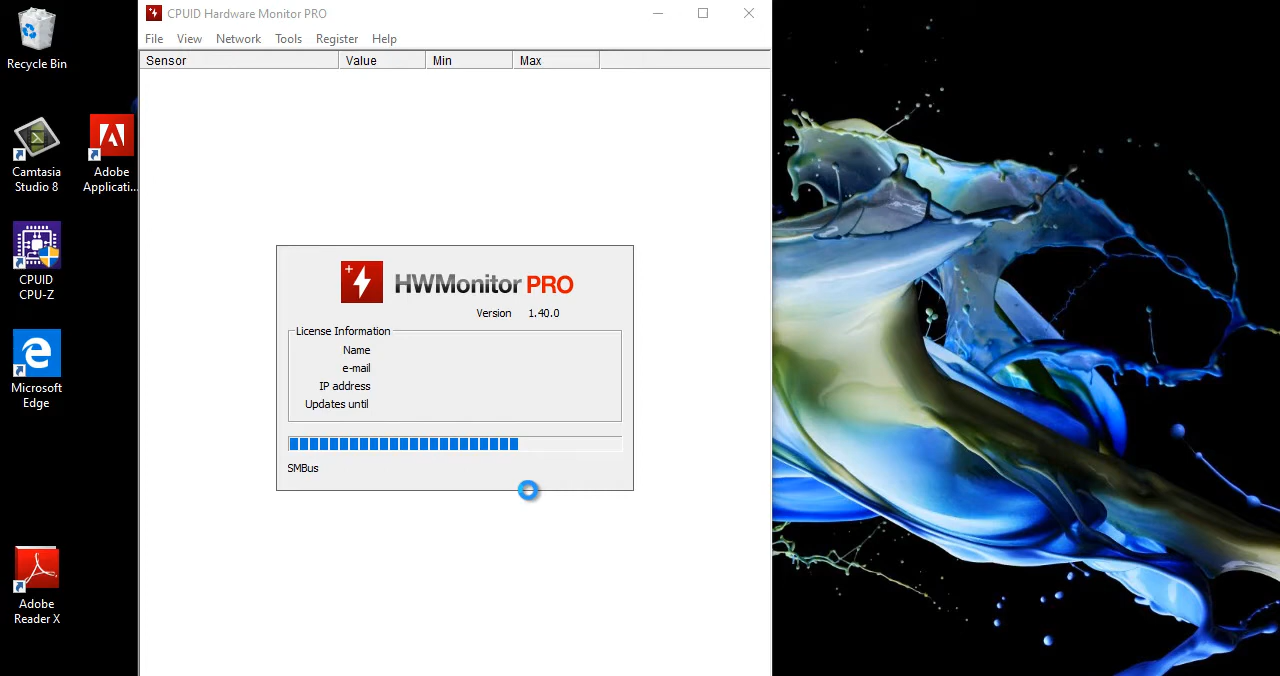 Recycle Bin
Camtasia
Studio 8
Adobe
Applicati...
CPUID
CPU-Z
Microsoft
Edge
Adobe
Reader X
CPUID Hardware Monitor PRO
File View Network Tools Register Help
Sensor Value Min Max
HWMonitor PRO
Version 1.40.0
License Information
Name
e-mail
IP address
Updates until
SMBus